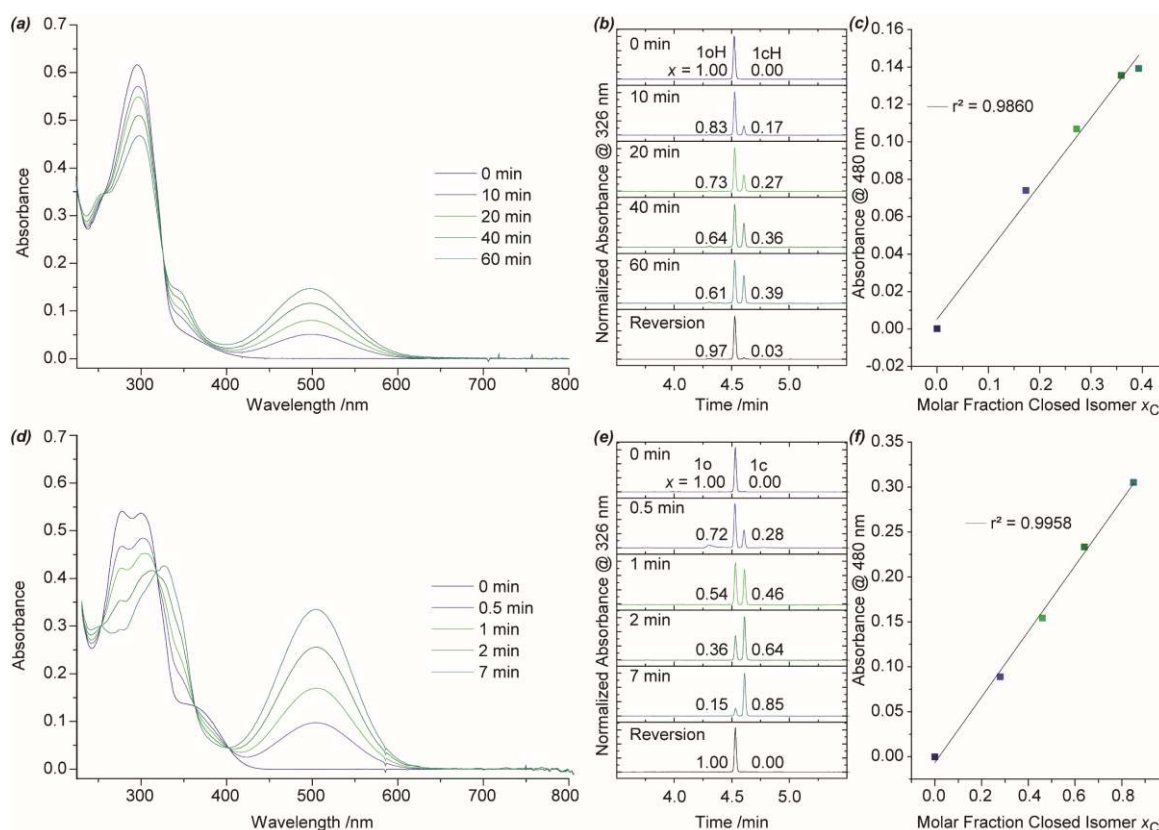 (a)
0.7
0.6
0.5
0.4
0.3
0.2
0.1
0.0
Absorbance
0 min
10 min
20 min
40 min
60 min
300 400 500 600 700 800
Wavelength /nm
(b)
Normalized Absorbance @ 326 nm
0 min 1oH 1cH
x = 1.00 0.00
10 min
0.83 0.17
20 min
0.73 0.27
40 min
0.64 0.36
60 min
0.61 0.39
Reversion
0.97 0.03
4.0 4.5 5.0
Time /min
(c)
0.16
0.14
0.12
0.10
0.08
0.06
0.04
0.02
0.00
-0.02
Absorbance @ 480 nm
r² = 0.9860
0.0 0.1 0.2 0.3 0.4
Molar Fraction Closed Isomer xC
(d)
0.7
0.6
0.5
0.4
0.3
0.2
0.1
0.0
Absorbance
0 min
0.5 min
1 min
2 min
7 min
300 400 500 600 700 800
Wavelength /nm
(e)
Normalized Absorbance @ 326 nm
0 min 1o 1c
x = 1.00 0.00
0.5 min
0.72 0.28
1 min
0.54 0.46
2 min
0.36 0.64
7 min
0.15 0.85
Reversion
1.00 0.00
4.0 4.5 5.0
Time /min
(f)
0.35
0.30
0.25
0.20
0.15
0.10
0.05
0.00
Absorbance @ 480 nm
r² = 0.9958
0.0 0.2 0.4 0.6 0.8
Molar Fraction Closed Isomer xC